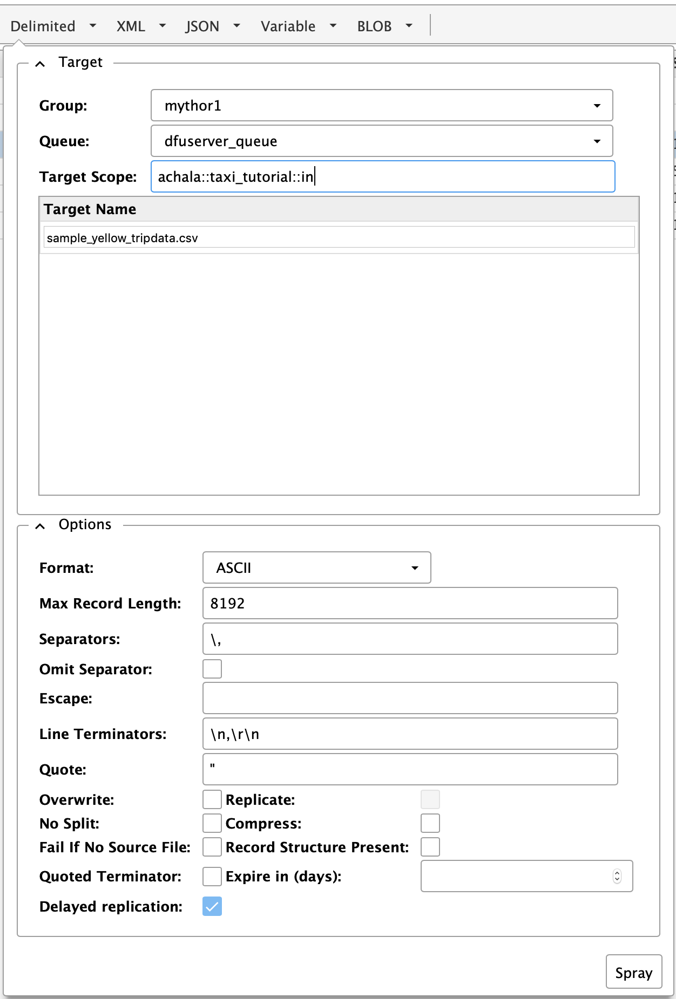 Delimited XML JSON Variable BLOB
Target
Group: mythor1
Queue: dfuserver_queue
Target Scope: achala::taxi_tutorial::in
Target Name
sample_yellow_tripdata.csv
Options
Format: ASCII
Max Record Length: 8192
Separators: \,
Omit Separator:
Escape:
Line Terminators: \n,\r\n
Quote: "
Overwrite: Replicate:
No Split: Compress:
Fail If No Source File: Record Structure Present:
Quoted Terminator: Expire in (days):
Delayed replication:
Spray